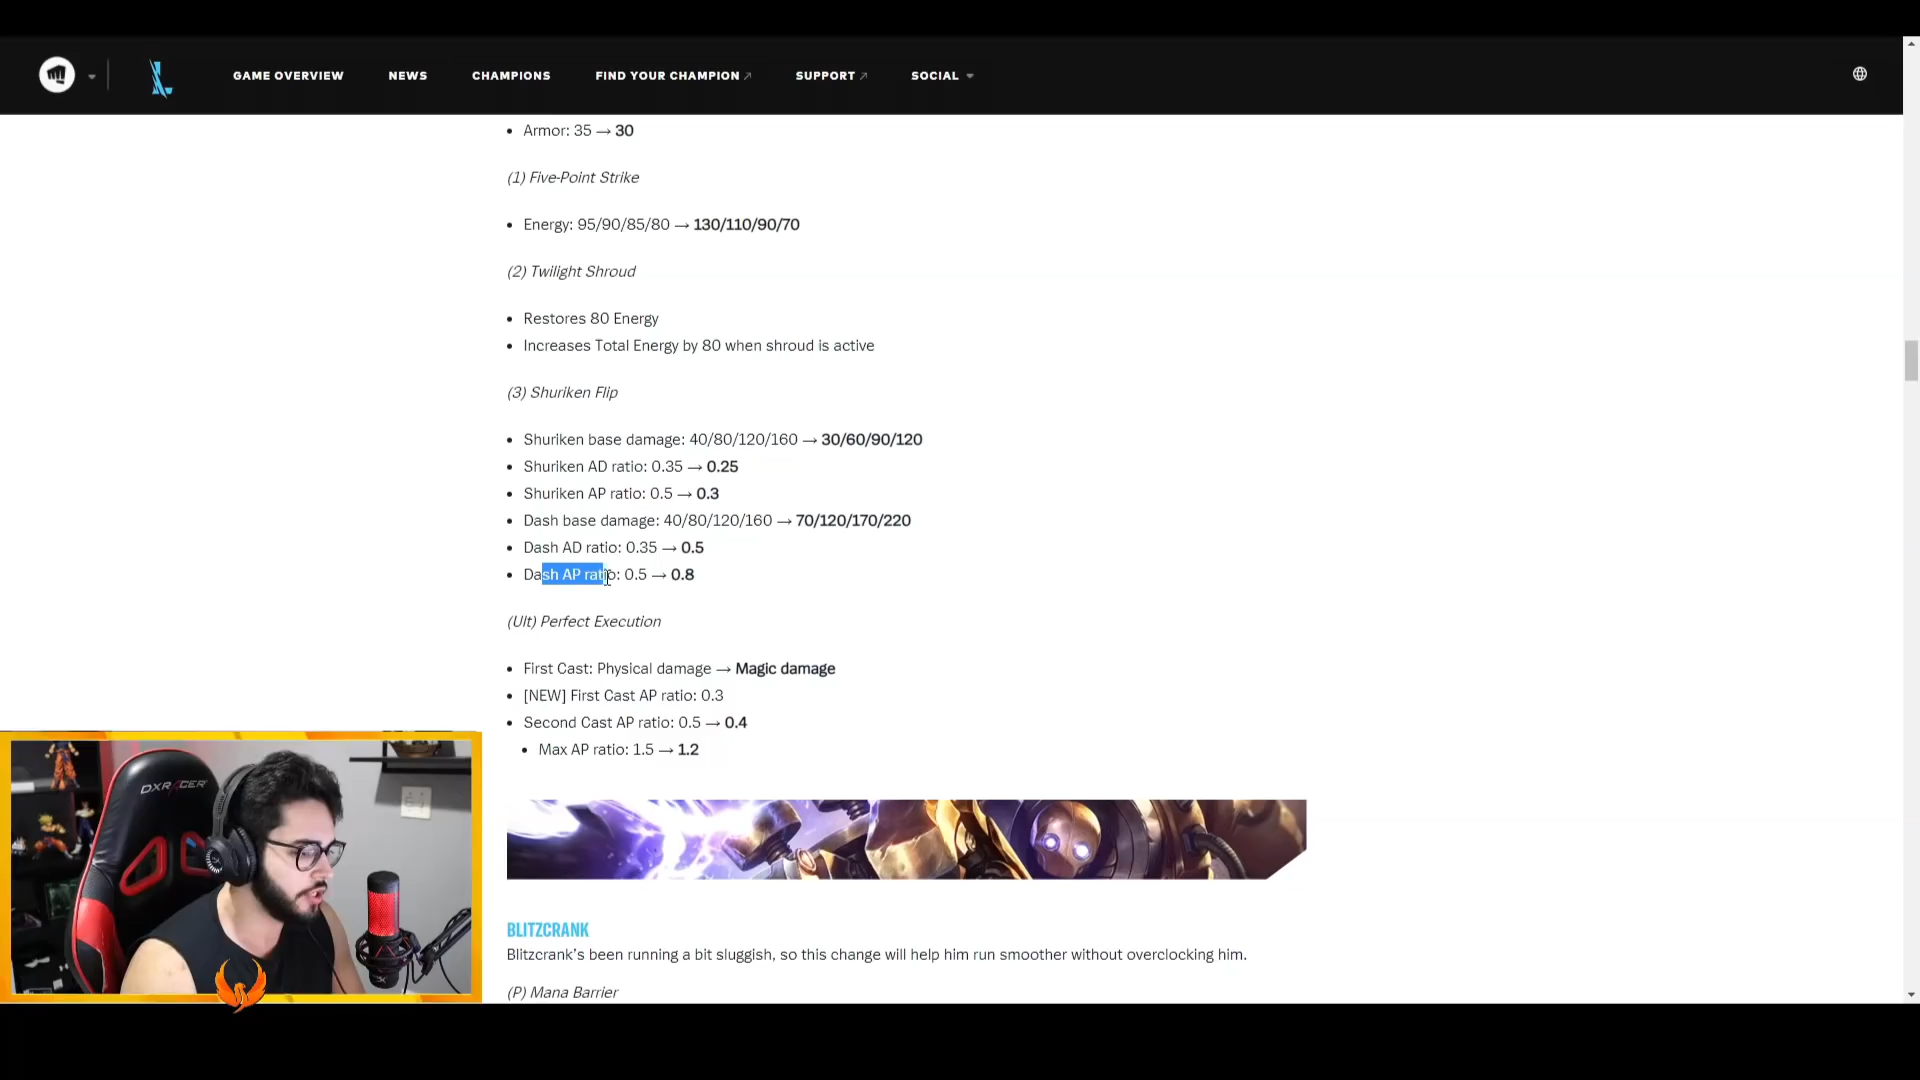 GAME OVERVIEW NEWS CHAMPIONS FIND YOUR CHAMPION SUPPORT SOCIAL
• Armor: 35 → 30
(1) Five-Point Strike
• Energy: 95/90/85/80 → 130/110/90/70
(2) Twilight Shroud
• Restores 80 Energy
• Increases Total Energy by 80 when shroud is active
(3) Shuriken Flip
• Shuriken base damage: 40/80/120/160 → 30/60/90/120
• Shuriken AD ratio: 0.35 → 0.25
• Shuriken AP ratio: 0.5 → 0.3
• Dash base damage: 40/80/120/160 → 70/120/170/220
• Dash AD ratio: 0.35 → 0.5
• Dash AP ratio: 0.5 → 0.8
(Ult) Perfect Execution
• First Cast: Physical damage → Magic damage
• [NEW] First Cast AP ratio: 0.3
• Second Cast AP ratio: 0.5 → 0.4
• Max AP ratio: 1.5 → 1.2
DXRACER
BLITZCRANK
Blitzcrank’s been running a bit sluggish, so this change will help him run smoother without overclocking him.
(P) Mana Barrier